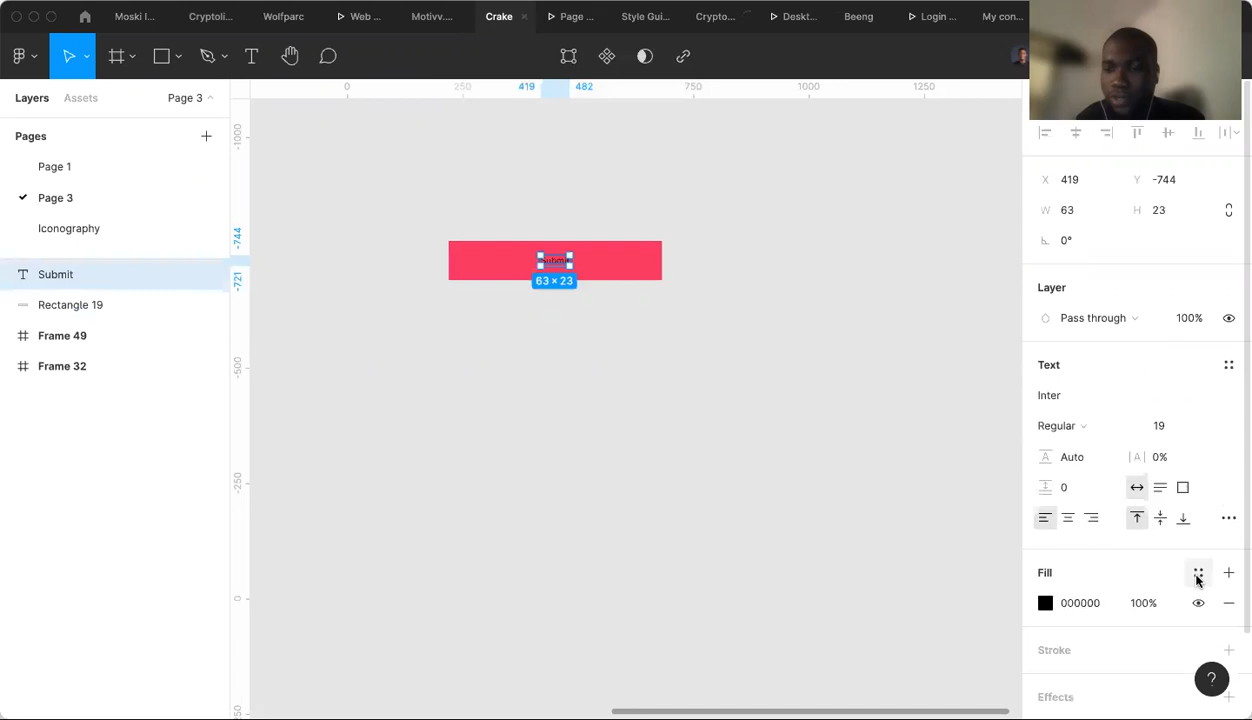 Moski I...
Cryptoli...
Wolfparc
Web ...
Motivv....
Crake
Page ...
Style Gui...
Crypto...
Deskt...
Beeng
Login ...
My con...
Layers
Assets
Page 3
0
250
419
482
750
1000
1250
Pages
Page 1
Page 3
Iconography
Submit
Rectangle 19
Frame 49
Frame 32
-1000
-744
-721
-500
-250
0
Submit
63 × 23
X 419
Y -744
W 63
H 23
0°
Layer
Pass through
100%
Text
Inter
Regular
19
A Auto
|A| 0%
0
Fill
000000
100%
Stroke
Effects
?